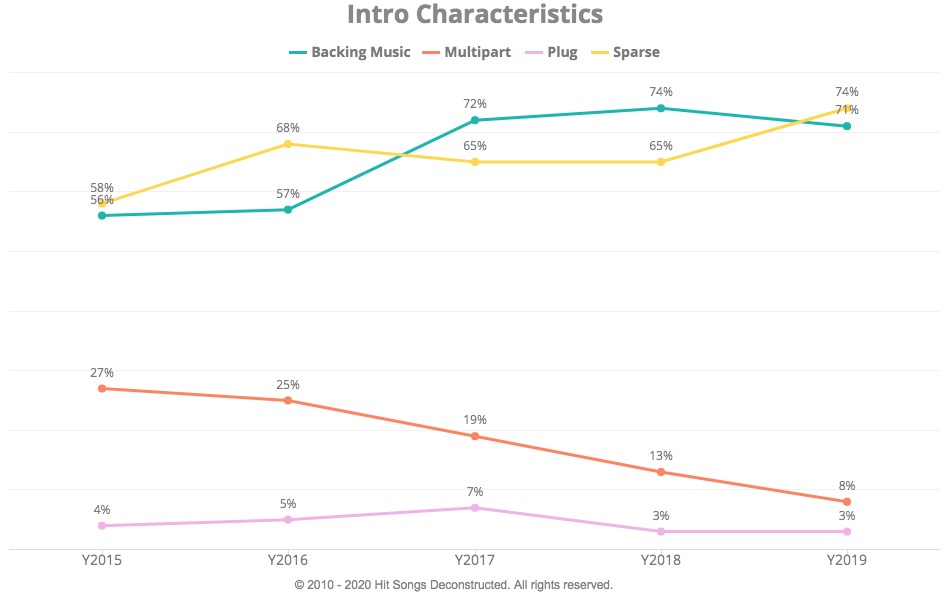 Intro Characteristics
Backing Music Multipart Plug Sparse
74% 74%
72% 71%
68%
65% 65%
58%
56% 57%
27%
25%
19%
13%
8%
7%
4% 5% 3% 3%
Y2015 Y2016 Y2017 Y2018 Y2019
© 2010 - 2020 Hit Songs Deconstructed. All rights reserved.